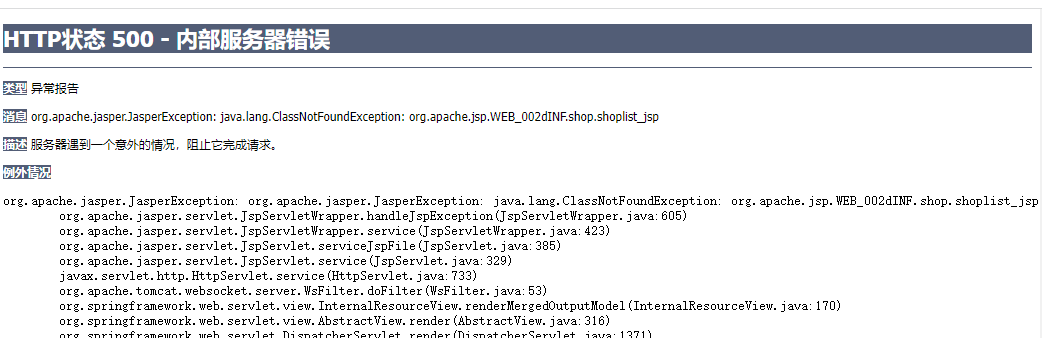 HTTP状态 500 - 内部服务器错误
类型 异常报告
消息 org.apache.jasper.JasperException: java.lang.ClassNotFoundException: org.apache.jsp.WEB_002dINF.shop.shoplist_jsp
描述 服务器遇到一个意外的情况，阻止它完成请求。
例外情况
org.apache.jasper.JasperException: org.apache.jasper.JasperException: java.lang.ClassNotFoundException: org.apache.jsp.WEB_002dINF.shop.shoplist_jsp
org.apache.jasper.servlet.JspServletWrapper.handleJspException(JspServletWrapper.java:605)
org.apache.jasper.servlet.JspServletWrapper.service(JspServletWrapper.java:423)
org.apache.jasper.servlet.JspServlet.serviceJspFile(JspServlet.java:385)
org.apache.jasper.servlet.JspServlet.service(JspServlet.java:329)
javax.servlet.http.HttpServlet.service(HttpServlet.java:733)
org.apache.tomcat.websocket.server.WsFilter.doFilter(WsFilter.java:53)
org.springframework.web.servlet.view.InternalResourceView.renderMergedOutputModel(InternalResourceView.java:170)
org.springframework.web.servlet.view.AbstractView.render(AbstractView.java:316)
org.springframework.web.servlet.DispatcherServlet.render(DispatcherServlet.java:1371)